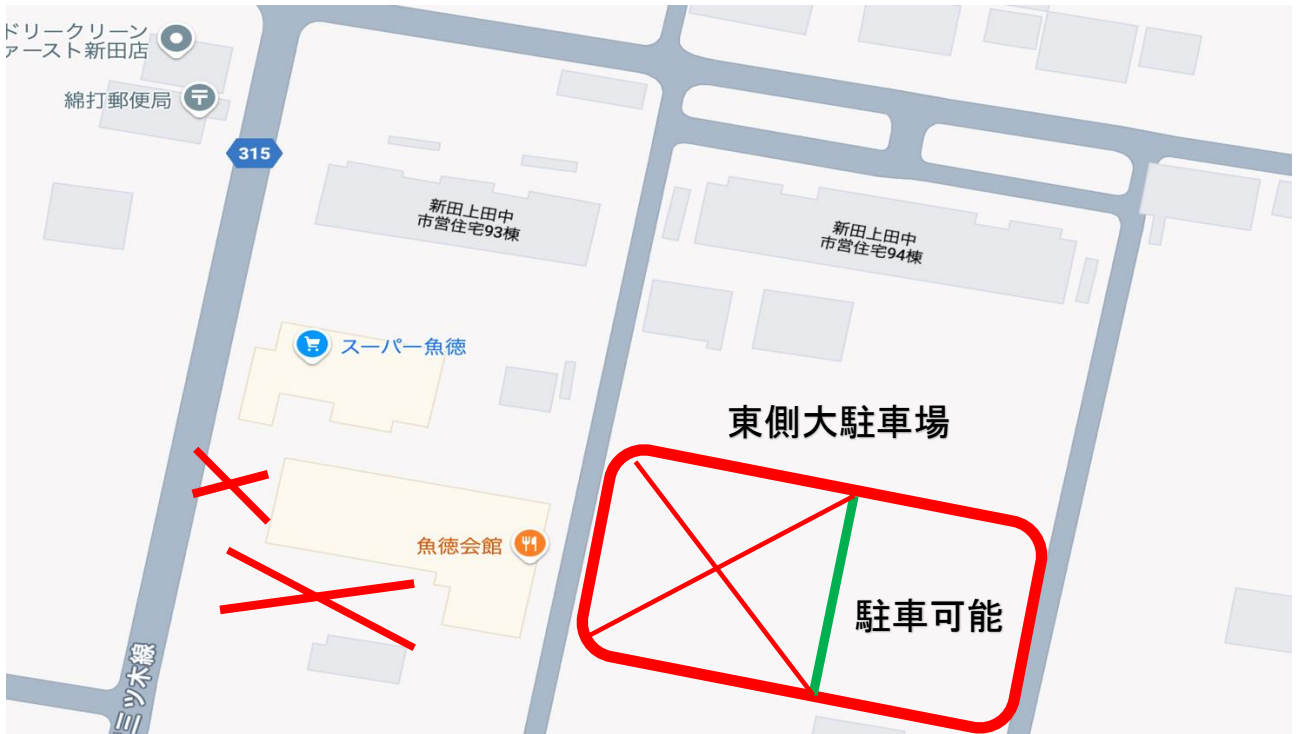 ドリークリーン
ァースト新田店
綿打郵便局
315
新田上田中
市営住宅93棟
新田上田中
市営住宅94棟
スーパー魚徳
東側大駐車場
魚徳会館
駐車可能
三ツ木線